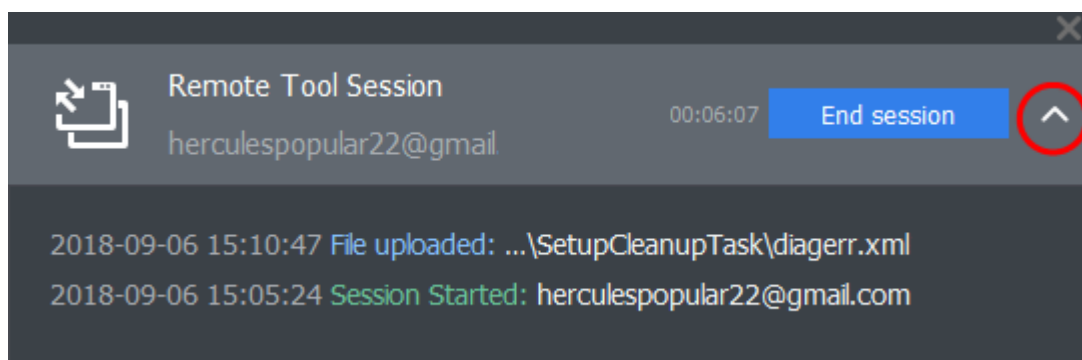 Remote Tool Session
herculespopular22@gmail
00:06:07 End session
2018-09-06 15:10:47 File uploaded: ...\SetupCleanupTask\diagerr.xml
2018-09-06 15:05:24 Session Started: herculespopular22@gmail.com